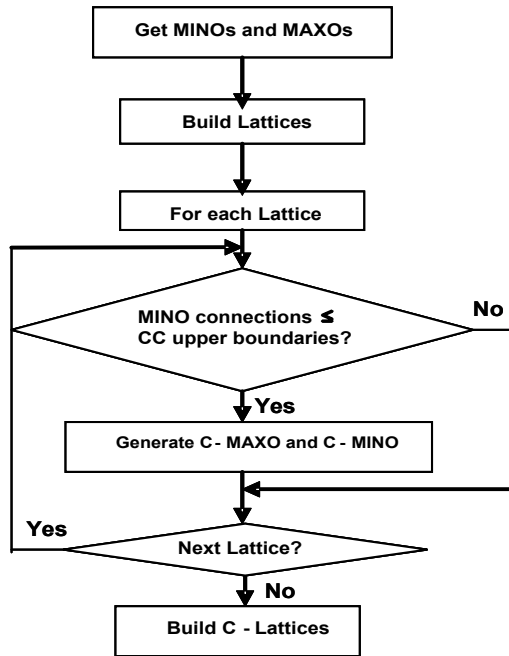 Get MINOs and MAXOs
Build Lattices
For each Lattice
MINO connections ≤
CC upper boundaries?
No
Yes
Generate C - MAXO and C - MINO
Yes
Next Lattice?
No
Build C - Lattices